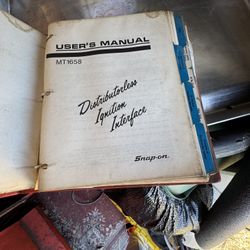 USER'S MANUAL
MT1658
Distributorless
Ignition
Interface
Snap-on